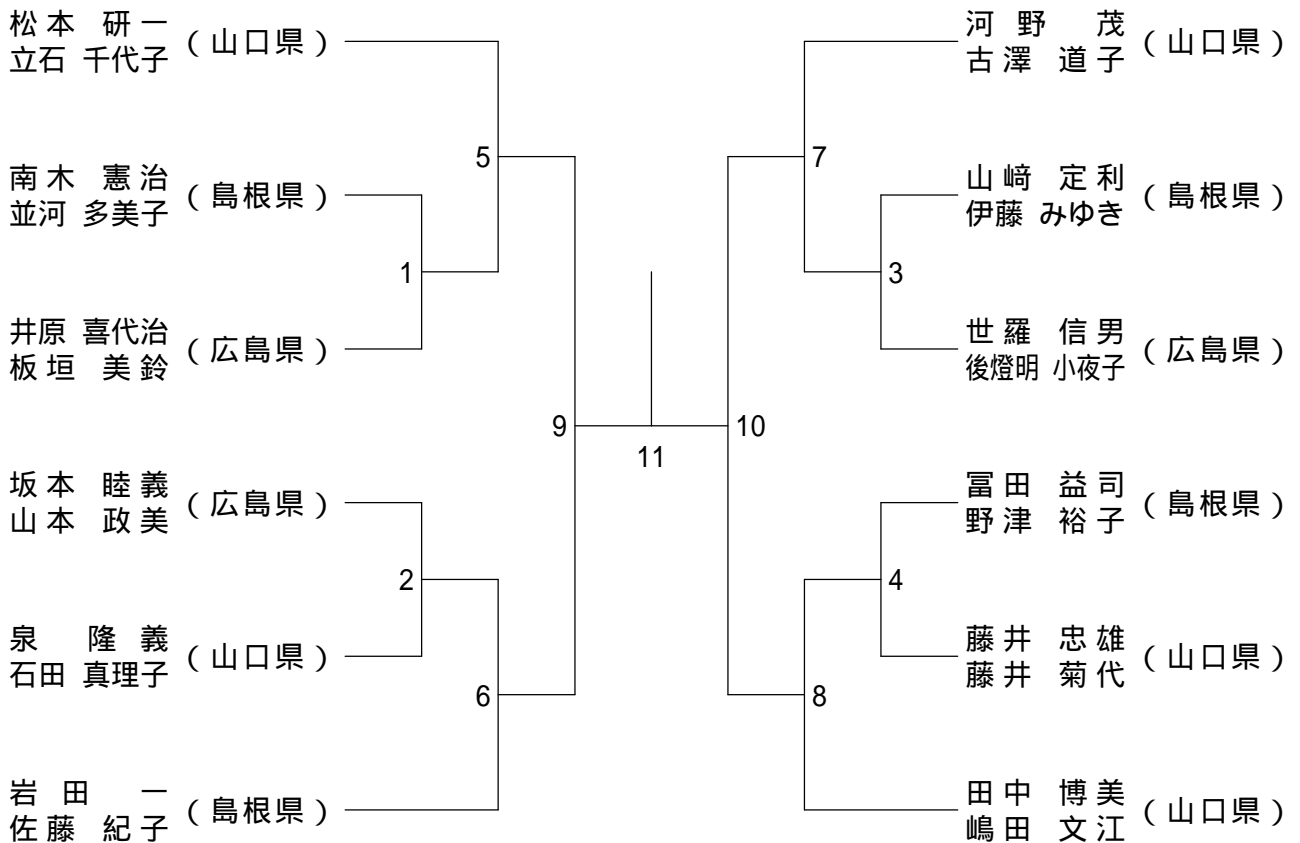 松本 研一
立石 千代子
(山口県)
5
南木 憲治
並河 多美子
(島根県)
1
井原 喜代治
板垣 美鈴
(広島県)
9
坂本 睦義
山本 政美
(広島県)
2
泉 隆義
石田 真理子
(山口県)
6
岩田 一
佐藤 紀子
(島根県)
11
河野 茂
古澤 道子
(山口県)
7
山﨑 定利
伊藤 みゆき
(島根県)
3
世羅 信男
後燈明 小夜子
(広島県)
10
冨田 益司
野津 裕子
(島根県)
4
藤井 忠雄
藤井 菊代
(山口県)
8
田中 博美
嶋田 文江
(山口県)